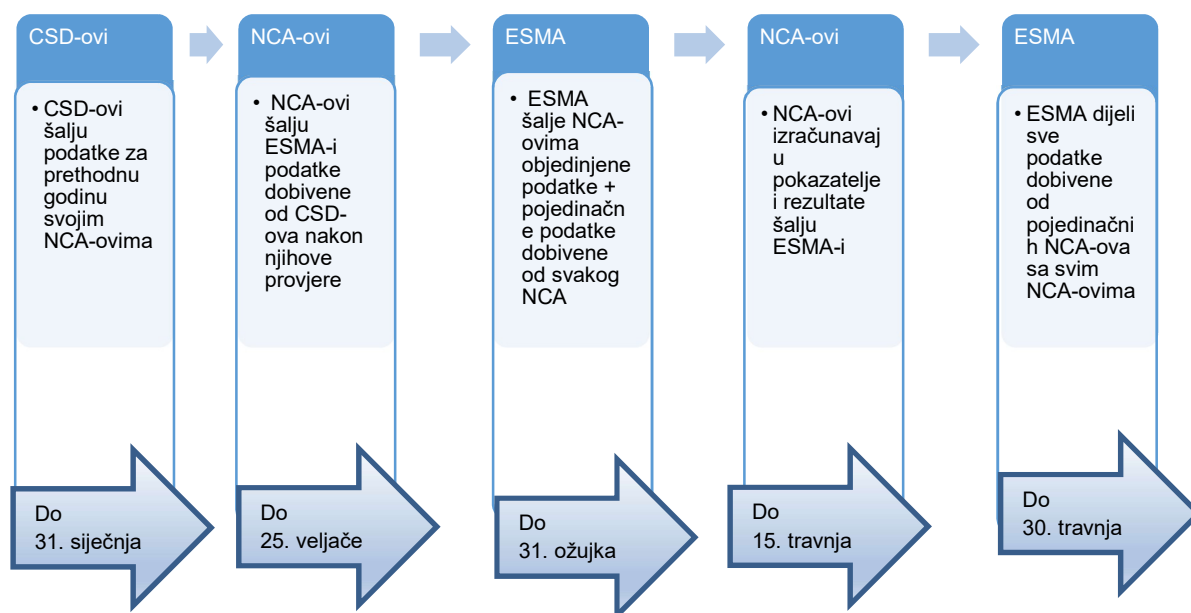 CSD-ovi
• CSD-ovi
šalju
podatke za
prethodnu
godinu
svojim
NCA-ovima
Do
31. siječnja
NCA-ovi
• NCA-ovi
šalju
ESMA-i
podatke
dobivene
od CSD-
ova nakon
njihove
provjere
Do
25. veljače
ESMA
• ESMA
šalje NCA-
ovima
objedinjene
podatke +
pojedinačn
e podatke
dobivene
od svakog
NCA
Do
31. ožujka
NCA-ovi
• NCA-ovi
izračunavaj
u
pokazatelje
i rezultate
šalju
ESMA-i
Do
15. travnja
ESMA
• ESMA dijeli
sve
podatke
dobivene
od
pojedinačni
h NCA-ova
sa svim
NCA-ovima
Do
30. travnja